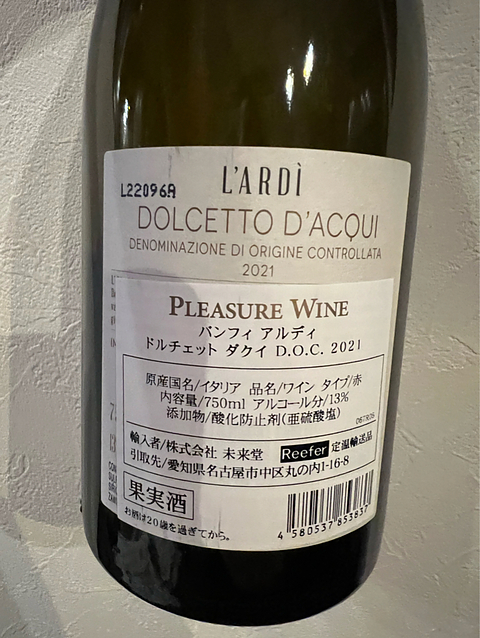 L'ARDÌ
L22096A
DOLCETTO D'ACQUI
DENOMINAZIONE DI ORIGINE CONTROLLATA
2021
PLEASURE WINE
バンフィ アルディ
ドルチェット ダクイ D.O.C. 2021
原産国名/イタリア 品名/ワイン タイプ/赤
内容量/750ml アルコール分/13%
添加物/酸化防止剤(亜硫酸塩)
輸入者/株式会社 未来堂 Reefer 定温輸送品
引取先/愛知県名古屋市中区丸の内1-16-8
果実酒
お酒は20歳を過ぎてから。
4 580537 853837